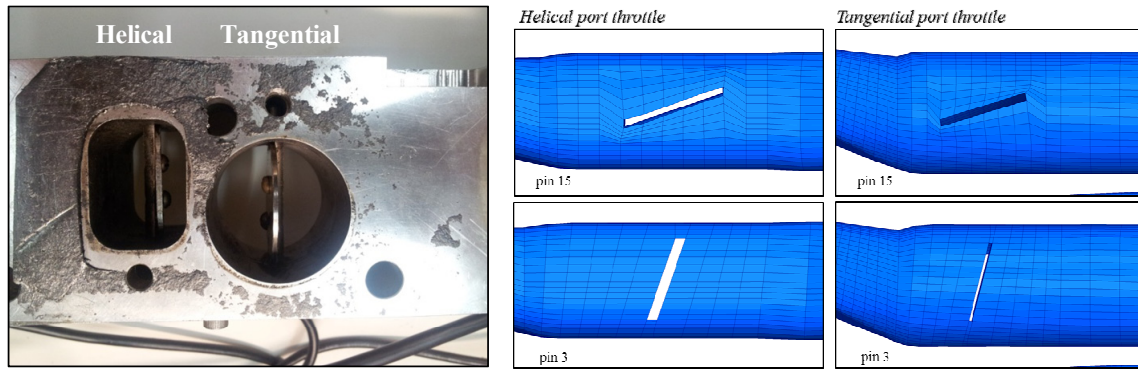 Helical Tangential
Helical port throttle
Tangential port throttle
pin 15
pin 15
pin 3
pin 3